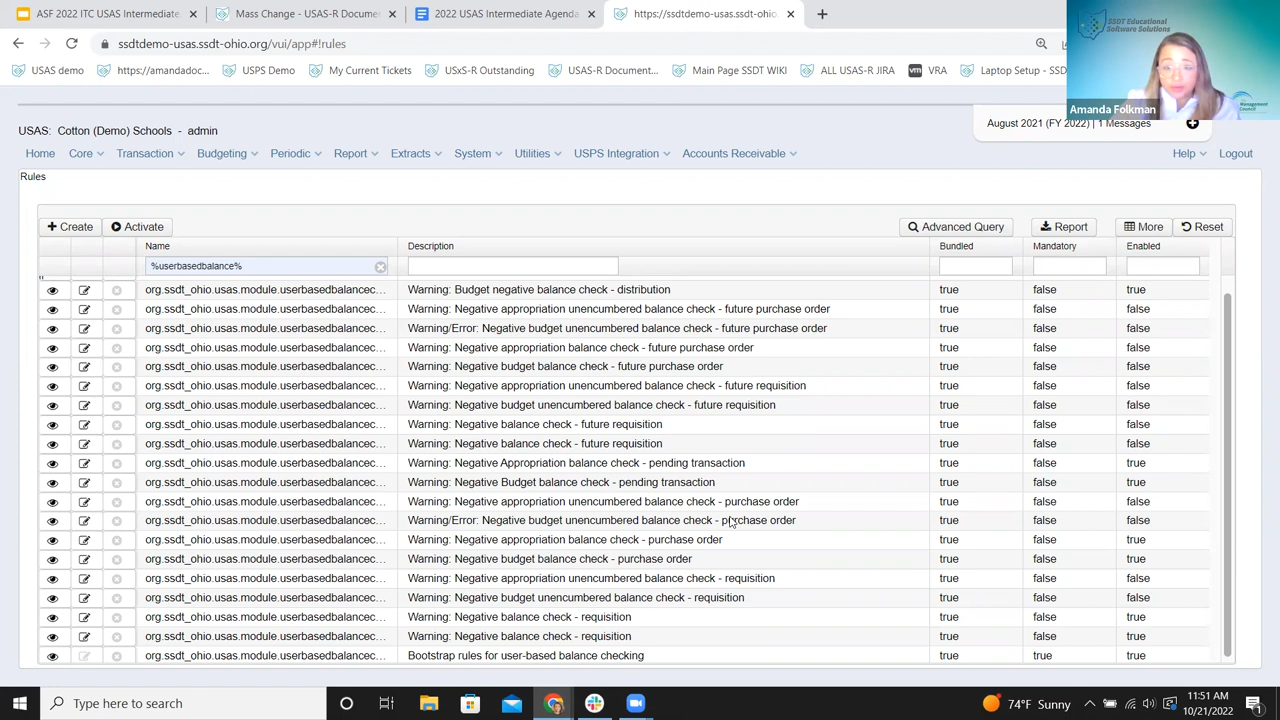 ASF 2022 ITC USAS Intermediate
Mass Change - USAS-R Documen
2022 USAS Intermediate Agenda
https://ssdtdemo-usas.ssdt-ohio.
ssdtdemo-usas.ssdt-ohio.org/vui/app#!rules
USAS demo
https://amandadoc...
USPS Demo
My Current Tickets
USxS-R Outstanding
USAS-R Document...
Main Page SSDT WIKI
ALL USAS-R JIRA
vm VRA
Laptop Setup - SSD
SSDT Educational
Software Solutions
Management
Council
Amanda Folkman
USAS: Cotton (Demo) Schools - admin
August 2021 (FY 2022) | 1 Messages
Home Core Transaction Budgeting Periodic Report Extracts System Utilities USPS Integration Accounts Receivable Help Logout
Rules
Create Activate Advanced Query Report More Reset
Name Description Bundled Mandatory Enabled
%userbasedbalance%
org.ssdt_ohio.usas.module.userbasedbalancec... Warning: Budget negative balance check - distribution true false true
org.ssdt_ohio.usas.module.userbasedbalancec... Warning: Negative appropriation unencumbered balance check - future purchase order true false false
org.ssdt_ohio.usas.module.userbasedbalancec... Warning/Error: Negative budget unencumbered balance check - future purchase order true false false
org.ssdt_ohio.usas.module.userbasedbalancec... Warning: Negative appropriation balance check - future purchase order true false false
org.ssdt_ohio.usas.module.userbasedbalancec... Warning: Negative budget balance check - future purchase order true false false
org.ssdt_ohio.usas.module.userbasedbalancec... Warning: Negative appropriation unencumbered balance check - future requisition true false false
org.ssdt_ohio.usas.module.userbasedbalancec... Warning: Negative budget unencumbered balance check - future requisition true false false
org.ssdt_ohio.usas.module.userbasedbalancec... Warning: Negative balance check - future requisition true false false
org.ssdt_ohio.usas.module.userbasedbalancec... Warning: Negative balance check - future requisition true false false
org.ssdt_ohio.usas.module.userbasedbalancec... Warning: Negative Appropriation balance check - pending transaction true false true
org.ssdt_ohio.usas.module.userbasedbalancec... Warning: Negative Budget balance check - pending transaction true false true
org.ssdt_ohio.usas.module.userbasedbalancec... Warning: Negative appropriation unencumbered balance check - purchase order true false false
org.ssdt_ohio.usas.module.userbasedbalancec... Warning/Error: Negative budget unencumbered balance check - purchase order true false false
org.ssdt_ohio.usas.module.userbasedbalancec... Warning: Negative appropriation balance check - purchase order true false true
org.ssdt_ohio.usas.module.userbasedbalancec... Warning: Negative budget balance check - purchase order true false true
org.ssdt_ohio.usas.module.userbasedbalancec... Warning: Negative appropriation unencumbered balance check - requisition true false false
org.ssdt_ohio.usas.module.userbasedbalancec... Warning: Negative budget unencumbered balance check - requisition true false false
org.ssdt_ohio.usas.module.userbasedbalancec... Warning: Negative balance check - requisition true false true
org.ssdt_ohio.usas.module.userbasedbalancec... Warning: Negative balance check - requisition true false true
org.ssdt_ohio.usas.module.userbasedbalancec... Bootstrap rules for user-based balance checking true true true
Type here to search
74°F Sunny
11:51 AM
10/21/2022
1